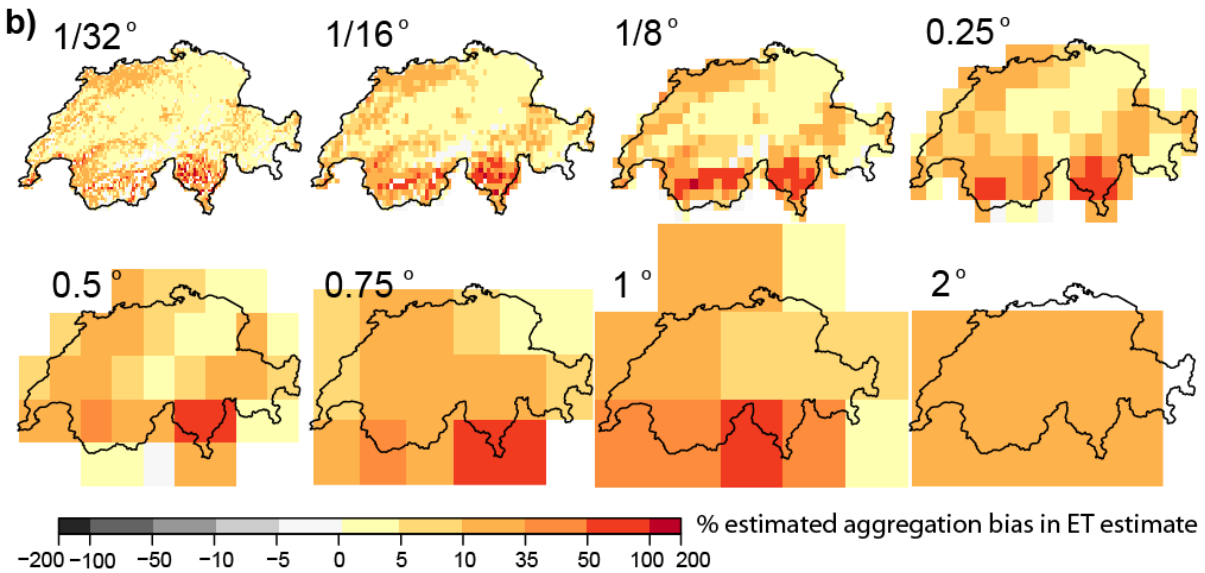 b)
1/32° 1/16° 1/8° 0.25°
0.5° 0.75° 1° 2°
% estimated aggregation bias in ET estimate
−200 −100 −50 −10 −5 0 5 10 35 50 100 200